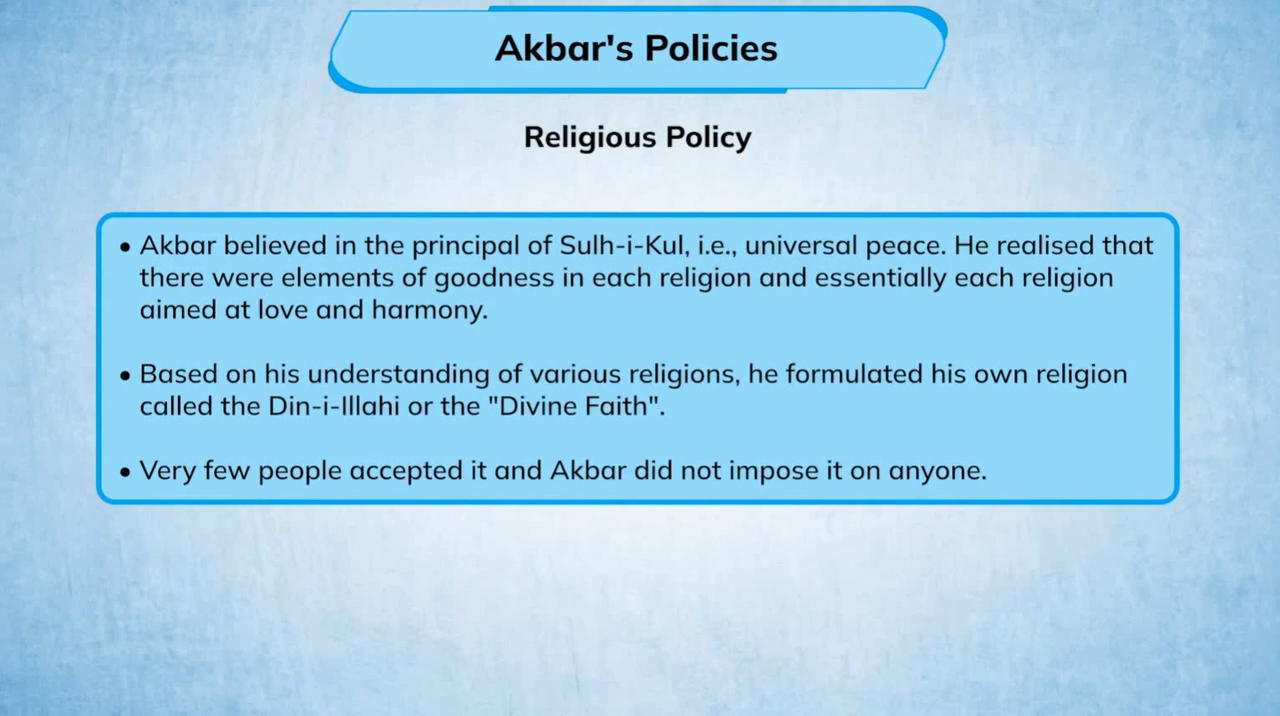 Akbar's Policies
Religious Policy
• Akbar believed in the principal of Sulh-i-Kul, i.e., universal peace. He realised that
there were elements of goodness in each religion and essentially each religion
aimed at love and harmony.
• Based on his understanding of various religions, he formulated his own religion
called the Din-i-Illahi or the "Divine Faith".
• Very few people accepted it and Akbar did not impose it on anyone.